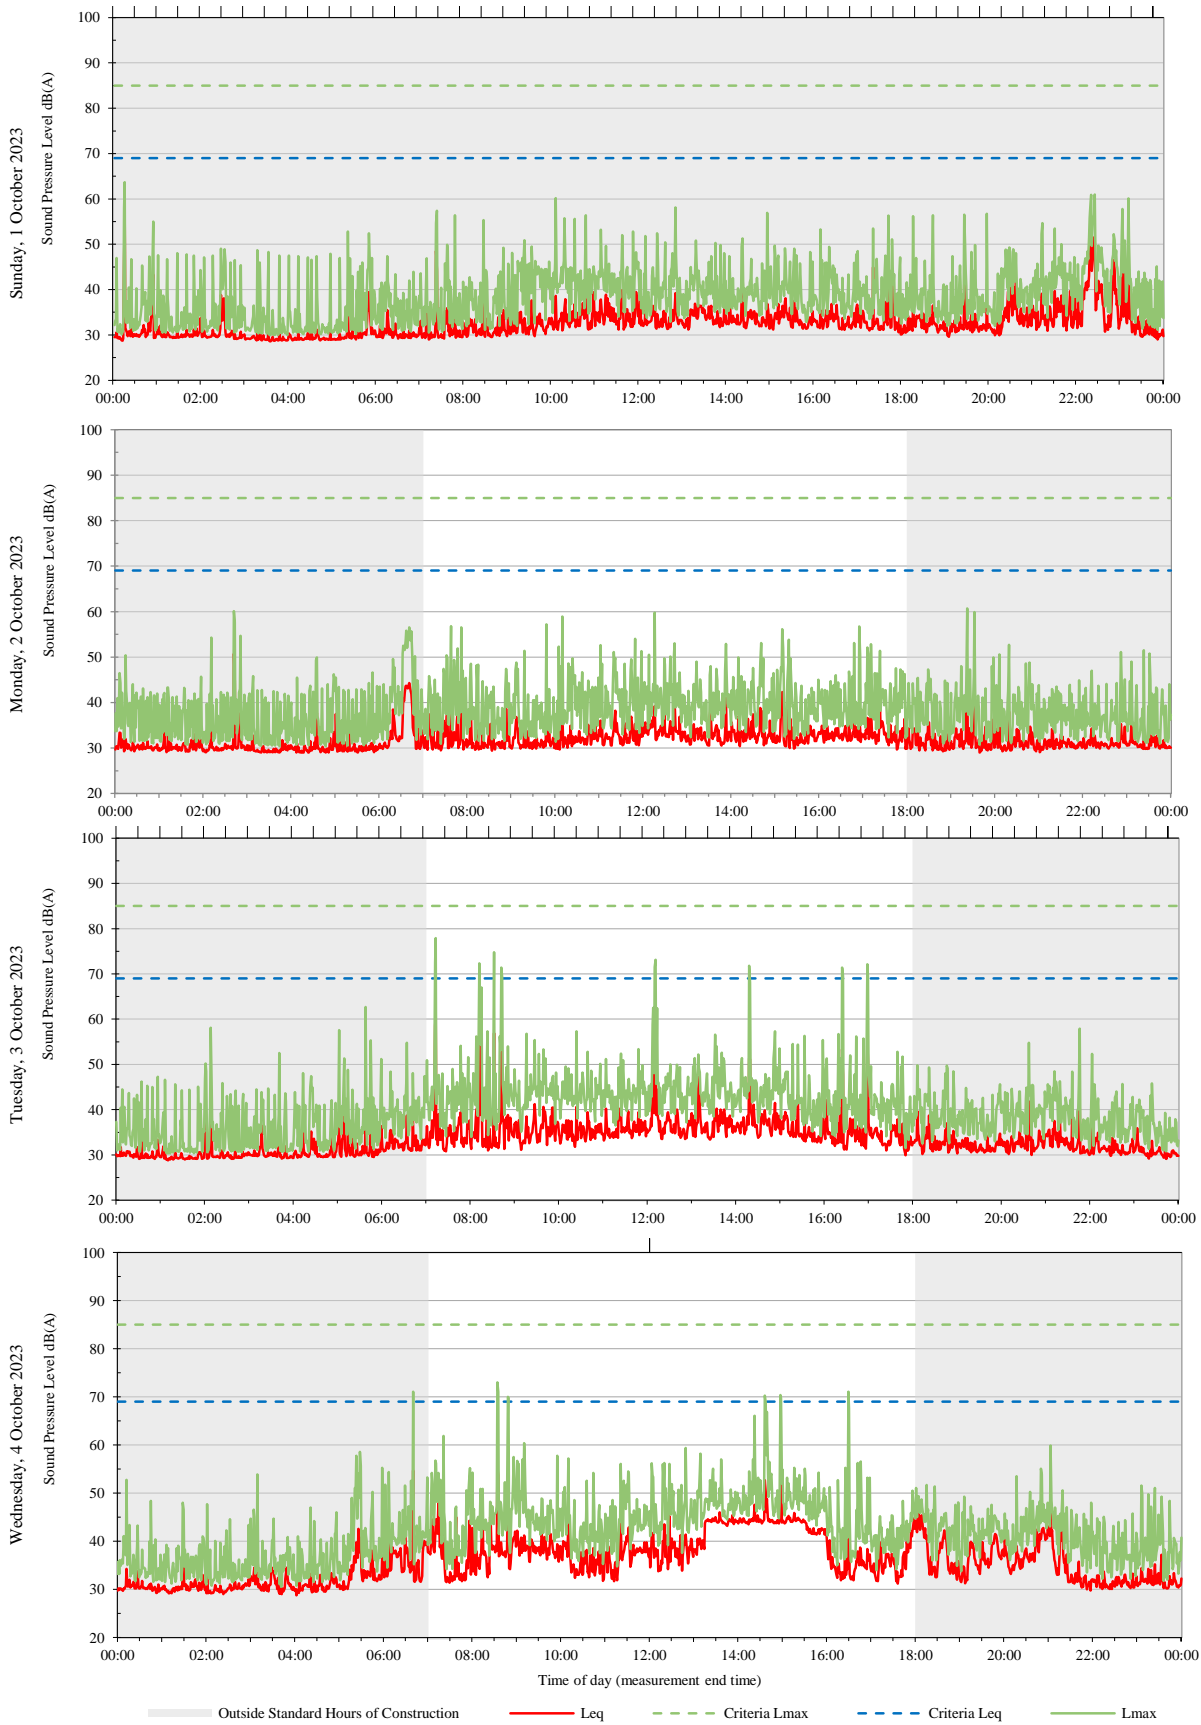 Sunday, 1 October 2023
Sound Pressure Level dB(A)
100
90
80
70
60
50
40
30
20
00:00 02:00 04:00 06:00 08:00 10:00 12:00 14:00 16:00 18:00 20:00 22:00 00:00
Monday, 2 October 2023
Sound Pressure Level dB(A)
100
90
80
70
60
50
40
30
20
00:00 02:00 04:00 06:00 08:00 10:00 12:00 14:00 16:00 18:00 20:00 22:00 00:00
Tuesday, 3 October 2023
Sound Pressure Level dB(A)
100
90
80
70
60
50
40
30
20
00:00 02:00 04:00 06:00 08:00 10:00 12:00 14:00 16:00 18:00 20:00 22:00 00:00
Wednesday, 4 October 2023
Sound Pressure Level dB(A)
100
90
80
70
60
50
40
30
20
00:00 02:00 04:00 06:00 08:00 10:00 12:00 14:00 16:00 18:00 20:00 22:00 00:00
Time of day (measurement end time)
Outside Standard Hours of Construction Leq Criteria Lmax Criteria Leq Lmax